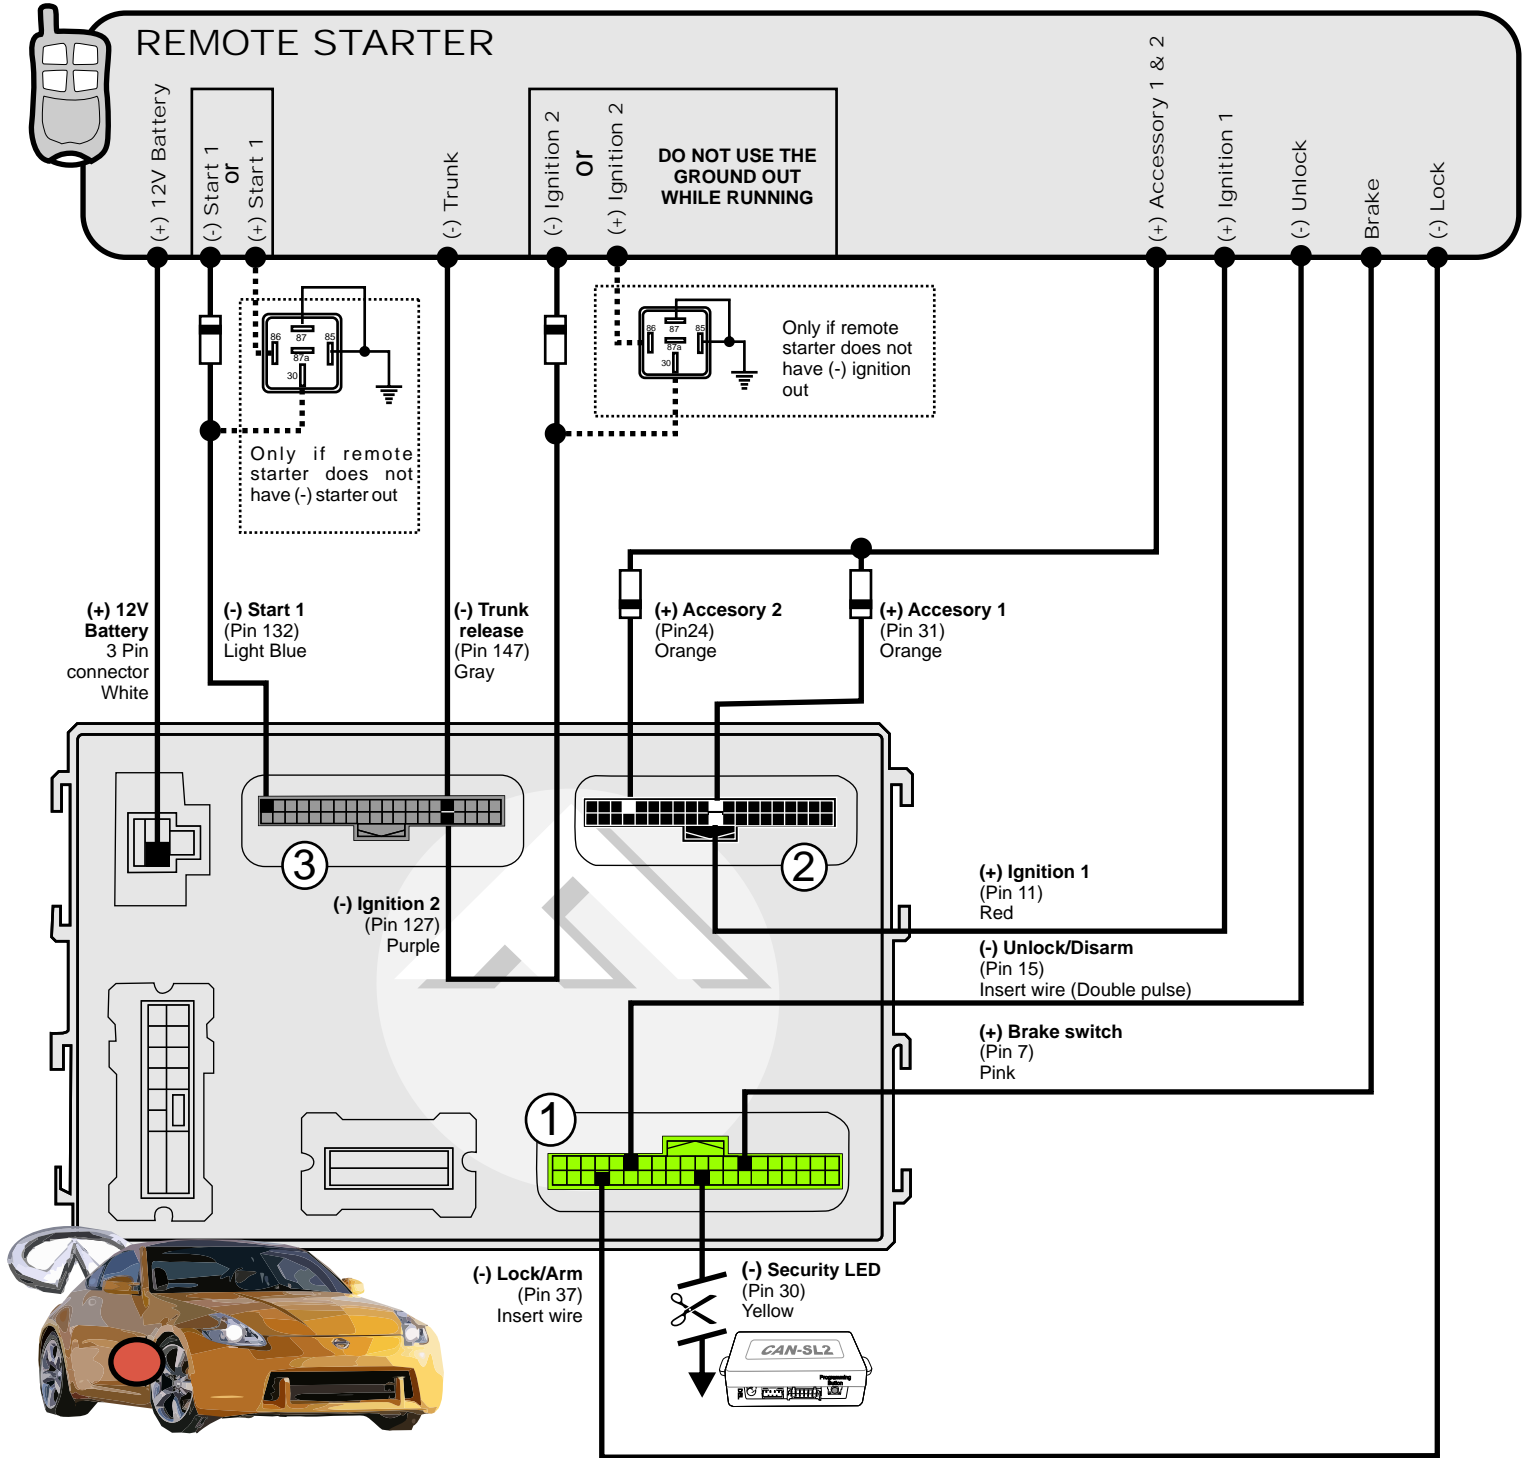 REMOTE STARTER
(+) 12V Battery
(-) Start 1
or
(+) Start 1
(-) Trunk
(-) Ignition 2
or
(+) Ignition 2
DO NOT USE THE
GROUND OUT
WHILE RUNNING
(+) Accessory 1 & 2
(+) Ignition 1
(-) Unlock
Brake
(-) Lock
86
87
85
87a
30
Only if remote
starter does not
have (-) starter out
86
87
85
87a
30
Only if remote
starter does not
have (-) ignition
out
(+) 12V
Battery
3 Pin
connector
White
(-) Start 1
(Pin 132)
Light Blue
(-) Trunk
release
(Pin 147)
Gray
(+) Accesory 2
(Pin24)
Orange
(+) Accesory 1
(Pin 31)
Orange
3
2
(-) Ignition 2
(Pin 127)
Purple
(+) Ignition 1
(Pin 11)
Red
(-) Unlock/Disarm
(Pin 15)
Insert wire (Double pulse)
(+) Brake switch
(Pin 7)
Pink
1
(-) Lock/Arm
(Pin 37)
Insert wire
(-) Security LED
(Pin 30)
Yellow
CAN-SL2
Programming
Button